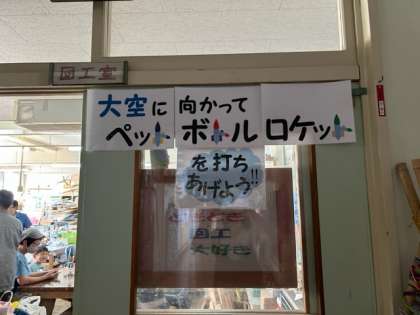 図工室
大空に向かって
ペットボトルロケット
を打ち
あげよう!!
図工
大好き